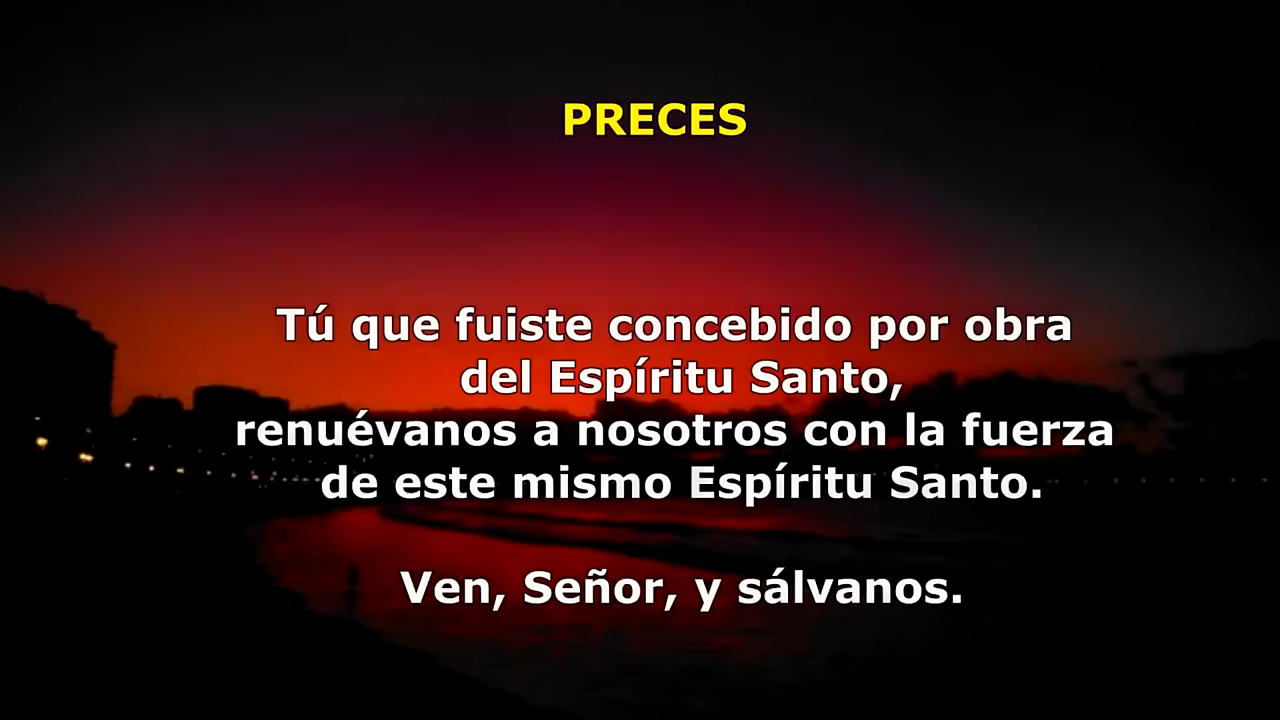 PRECES
Tú que fuiste concebido por obra
del Espíritu Santo,
renuévanos a nosotros con la fuerza
de este mismo Espíritu Santo.
Ven, Señor, y sálvanos.